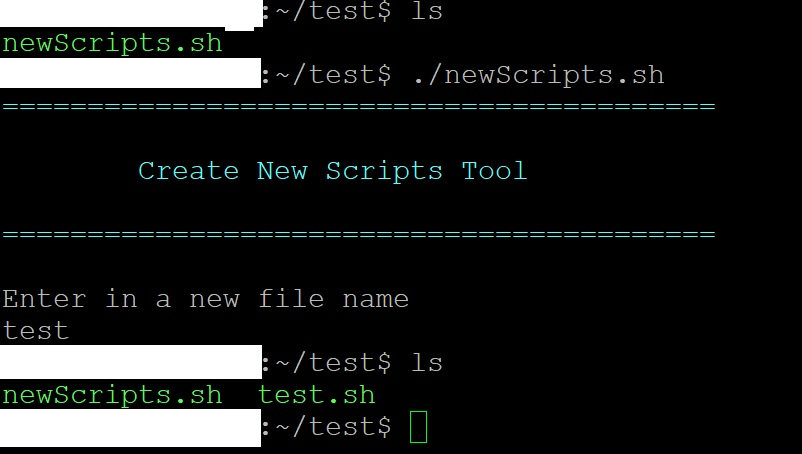 :~/test$ ls
newScripts.sh
:~/test$ ./newScripts.sh
==========================================
Create New Scripts Tool
==========================================
Enter in a new file name
test
:~/test$ ls
newScripts.sh  test.sh
:~/test$